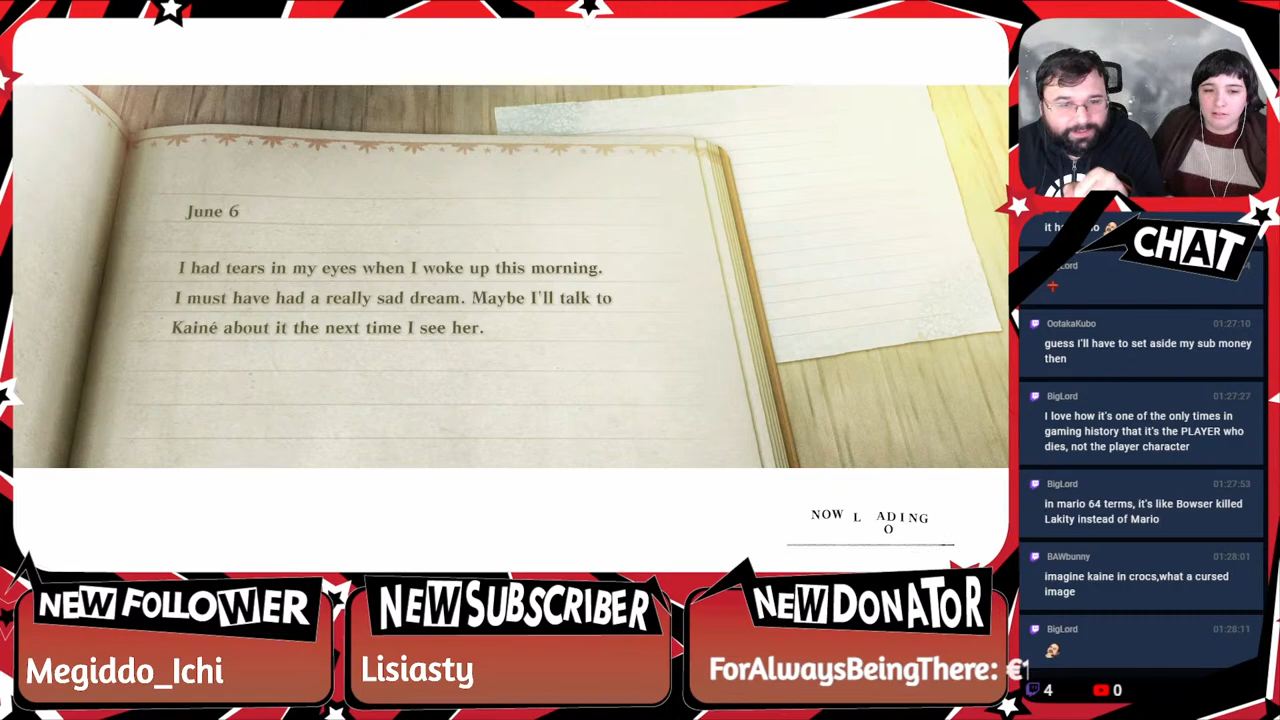 June 6
I had tears in my eyes when I woke up this morning.
I must have had a really sad dream. Maybe I'll talk to
Kainé about it the next time I see her.
NOW LOADING
NEW FOLLOWER
Megiddo_Ichi
NEW SUBSCRIBER
Lisiasty
NEW DONATOR
ForAlwaysBeingThere: €1
CHAT
OotakaKubo 01:27:10
guess I'll have to set aside my sub money
then
BigLord 01:27:27
I love how it's one of the only times in
gaming history that it's the PLAYER who
dies, not the player character
BigLord 01:27:53
in mario 64 terms, it's like Bowser killed
Lakity instead of Mario
BAWbunny 01:28:01
imagine kaine in crocs,what a cursed
image
BigLord 01:28:11
4
0